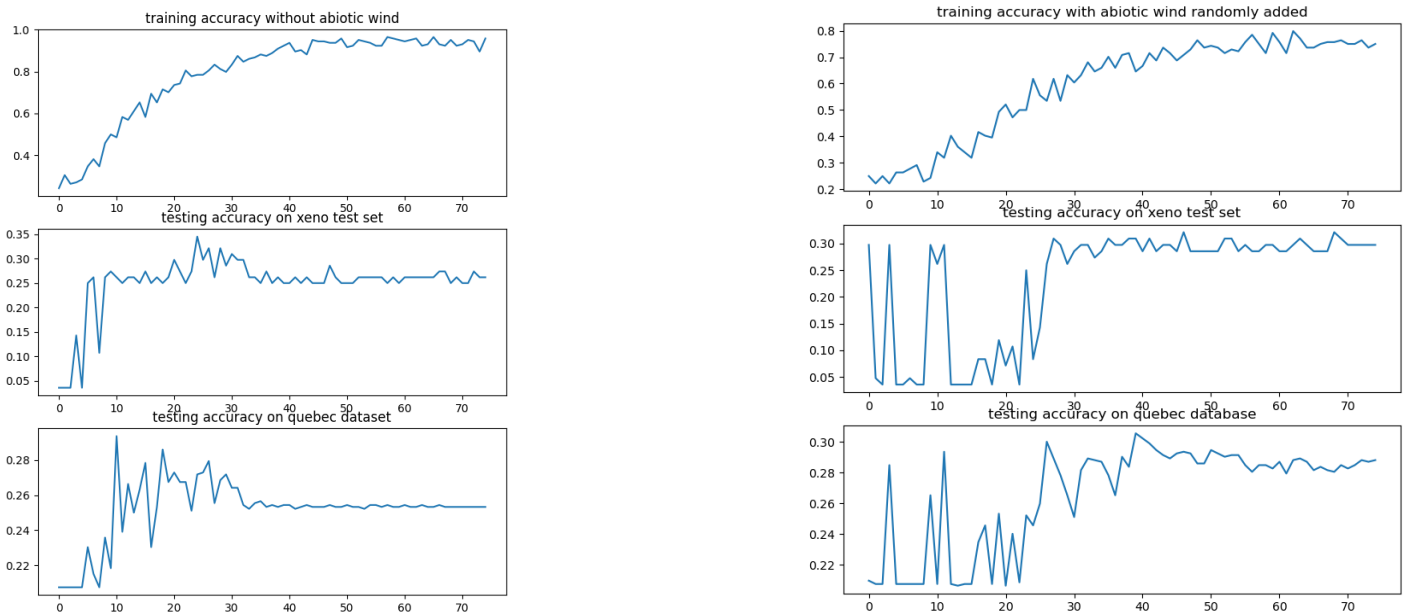 training accuracy without abiotic wind
1.0
0.8
0.6
0.4
0 10 20 30 40 50 60 70
testing accuracy on xeno test set
0.35
0.30
0.25
0.20
0.15
0.10
0.05
0 10 20 30 40 50 60 70
testing accuracy on quebec dataset
0.28
0.26
0.24
0.22
0 10 20 30 40 50 60 70
training accuracy with abiotic wind randomly added
0.8
0.7
0.6
0.5
0.4
0.3
0.2
0 10 20 30 40 50 60 70
testing accuracy on xeno test set
0.30
0.25
0.20
0.15
0.10
0.05
0 10 20 30 40 50 60 70
testing accuracy on quebec database
0.30
0.28
0.26
0.24
0.22
0 10 20 30 40 50 60 70